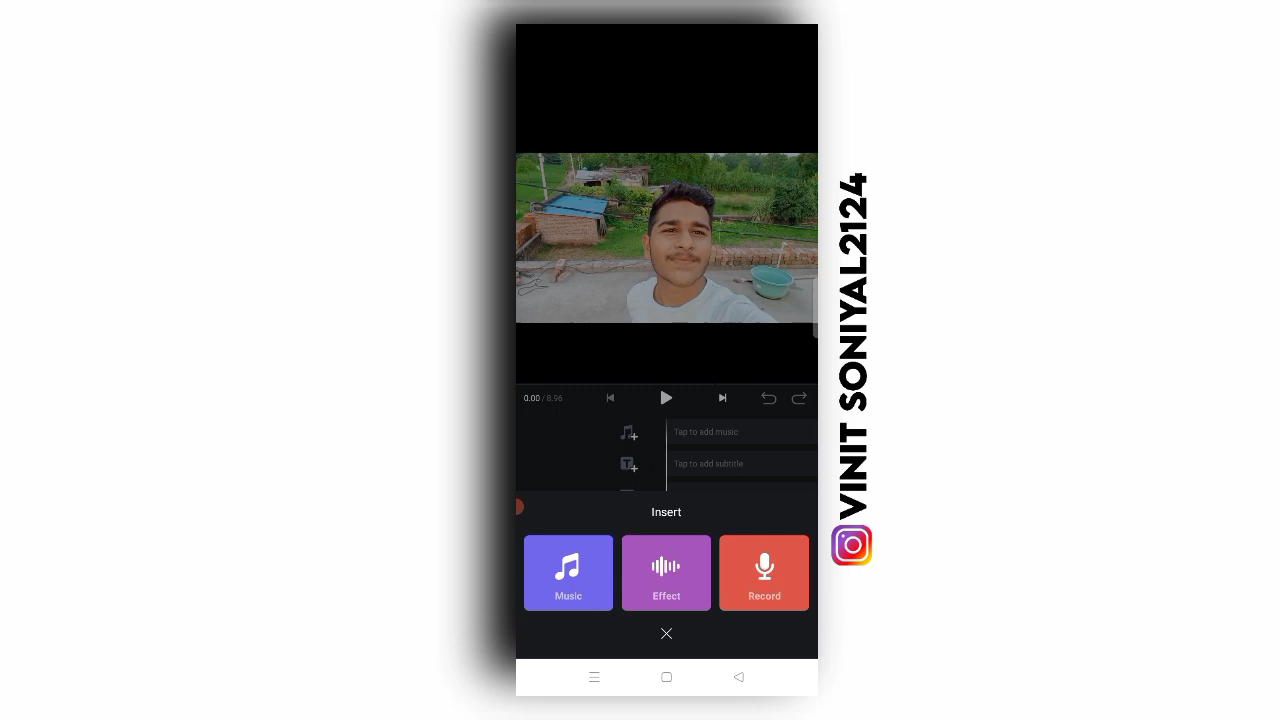 0.00 / 8.96
Tap to add music
Tap to add subtitle
Insert
Music
Effect
Record
VINIT SONIYAL2124